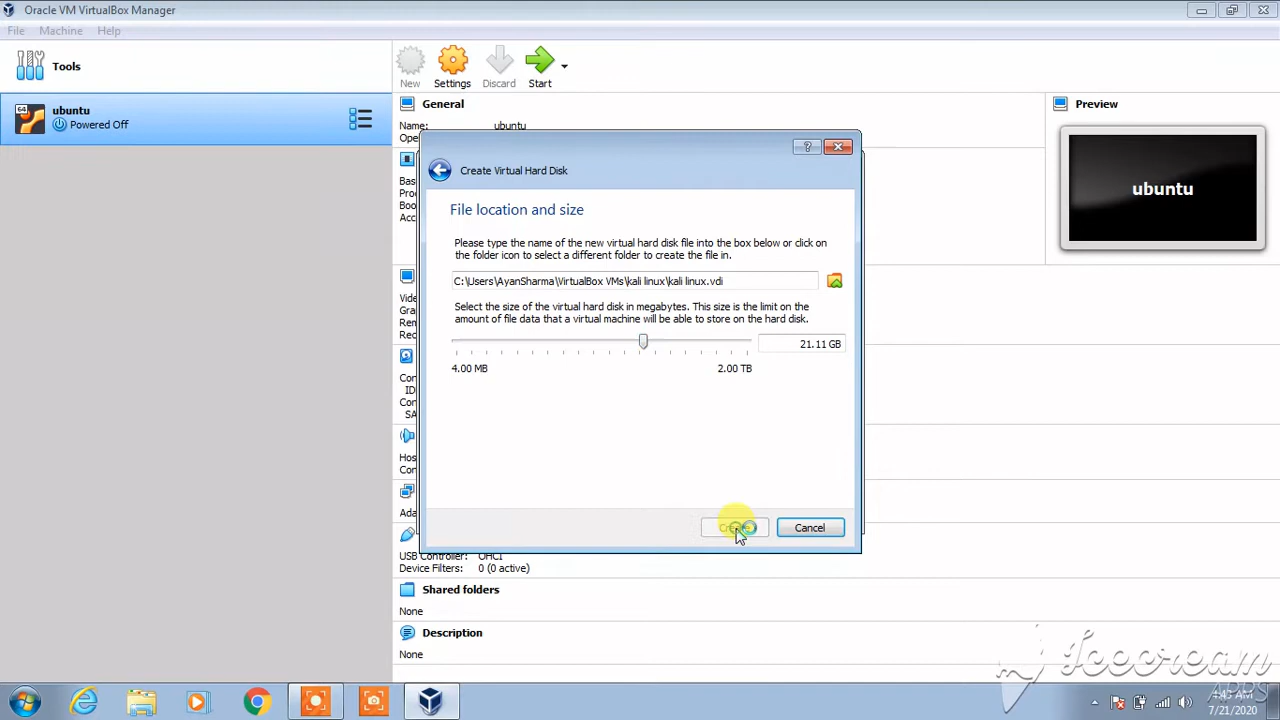 Oracle VM VirtualBox Manager
File Machine Help
Tools
New Settings Discard Start
64 ubuntu
Powered Off
General
Name: ubuntu
Preview
ubuntu
Create Virtual Hard Disk
File location and size
Please type the name of the new virtual hard disk file into the box below or click on
the folder icon to select a different folder to create the file in.
C:\Users\AyanSharma\VirtualBox VMs\kali linux\kali linux.vdi
Select the size of the virtual hard disk in megabytes. This size is the limit on the
amount of file data that a virtual machine will be able to store on the hard disk.
21.11 GB
4.00 MB 2.00 TB
Cancel
USB Controller: OHCI
Device Filters: 0 (0 active)
Shared folders
None
Description
None
Icecream
APPS
4:45 AM
7/21/2020